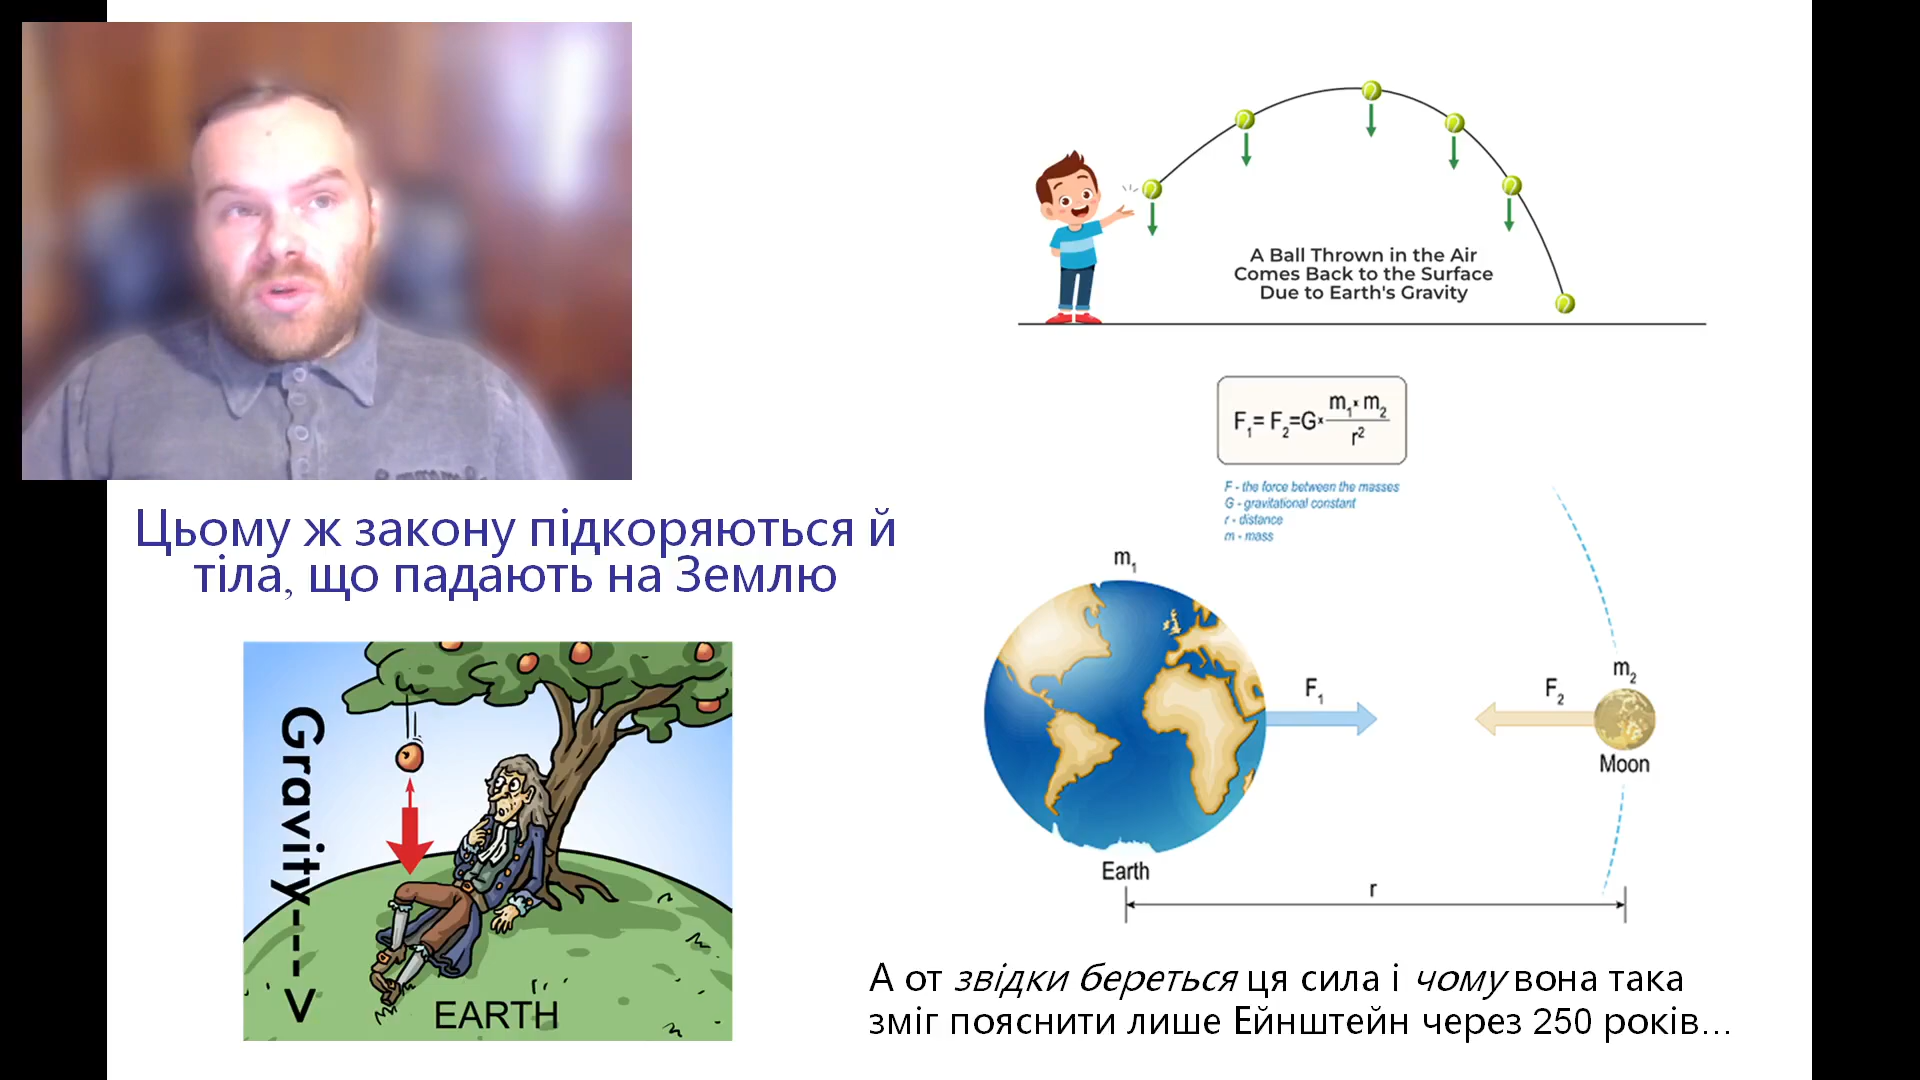 A Ball Thrown in the Air
Comes Back to the Surface
Due to Earth's Gravity
F₁= F₂=G× m₁× m₂ / r²
F - the force between the masses
G - gravitational constant
r - distance
m - mass
Цьому ж закону підкоряються й
тіла, що падають на Землю
m₁
F₁
F₂
m₂
Moon
Earth
r
Gravity--->
EARTH
А от звідки береться ця сила і чому вона така
зміг пояснити лише Ейнштейн через 250 років...